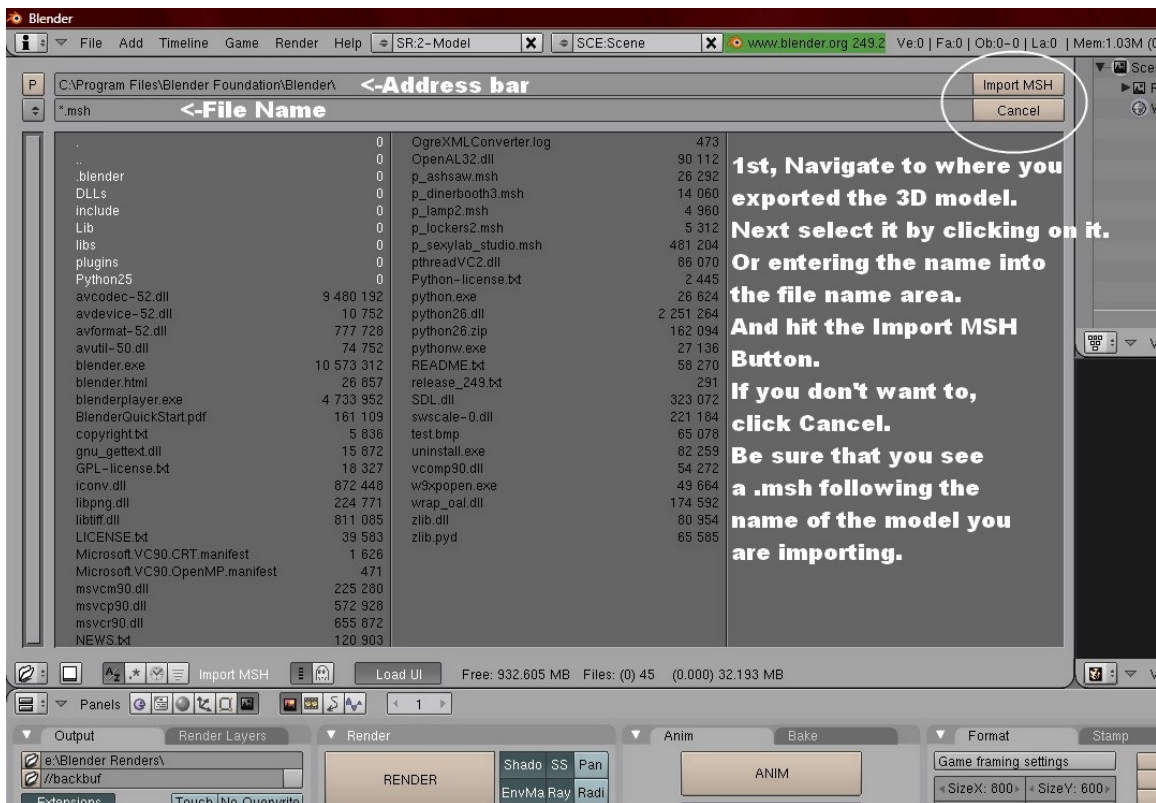 Blender
File Add Timeline Game Render Help SR:2-Model X SCE:Scene X www.blender.org 249.2 Ve:0 | Fa:0 | Ob:0-0 | La:0 | Mem:1.03M (0
P C:\Program Files\Blender Foundation\Blender\ <-Address bar Import MSH
*.msh <-File Name Cancel
. 0
.. 0
.blender 0
DLLs 0
include 0
Lib 0
libs 0
plugins 0
Python25 0
avcodec-52.dll 9 480 192
avdevice-52.dll 10 752
avformat-52.dll 777 728
avutil-50.dll 74 752
blender.exe 10 573 312
blender.html 26 857
blenderplayer.exe 4 733 952
BlenderQuickStart.pdf 161 109
copyright.txt 5 836
gnu_gettext.dll 15 872
GPL-license.txt 18 327
iconv.dll 872 448
libpng.dll 224 771
libtiff.dll 811 085
LICENSE.txt 39 583
Microsoft.VC90.CRT.manifest 1 626
Microsoft.VC90.OpenMP.manifest 471
msvcm90.dll 225 280
msvcp90.dll 572 928
msvcr90.dll 655 872
NEWS.txt 120 903
OgreXMLConverter.log 473
OpenAL32.dll 90 112
p_ashsaw.msh 26 292
p_dinerbooth3.msh 14 060
p_lamp2.msh 4 960
p_lockers2.msh 5 312
p_sexylab_studio.msh 481 204
pthreadVC2.dll 86 070
Python-license.txt 2 445
python.exe 26 624
python26.dll 2 251 264
python26.zip 162 094
pythonw.exe 27 136
README.txt 58 270
release_249.txt 291
SDL.dll 323 072
swscale-0.dll 221 184
test.bmp 65 078
uninstall.exe 82 259
vcomp90.dll 54 272
w9xpopen.exe 49 664
wrap_oal.dll 174 592
zlib.dll 80 954
zlib.pyd 65 585
1st, Navigate to where you
exported the 3D model.
Next select it by clicking on it.
Or entering the name into
the file name area.
And hit the Import MSH
Button.
If you don't want to,
click Cancel.
Be sure that you see
a .msh following the
name of the model you
are importing.
Sce
Import MSH Load UI Free: 932.605 MB Files: (0) 45 (0.000) 32.193 MB
Panels 1
Output Render Layers Render Anim Bake Format Stamp
e:\Blender Renders\
//backbuf
Extensions Touch No Overwrite
RENDER
Shado SS Pan
EnvMa Ray Radi
ANIM
Game framing settings
SizeX: 800 SizeY: 600